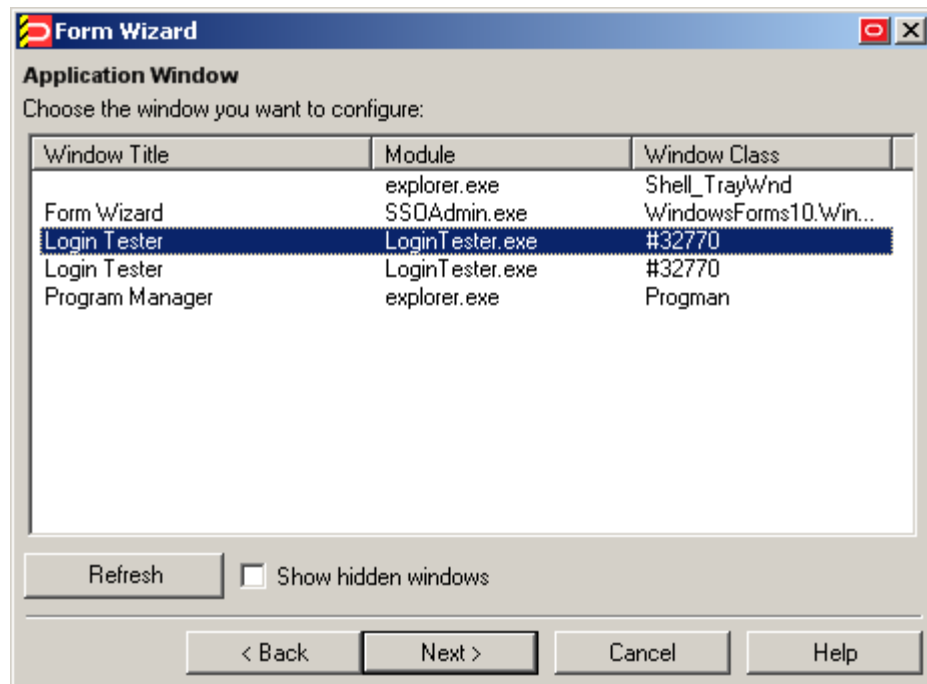 Form Wizard
Application Window
Choose the window you want to configure:
Window Title Module Window Class
explorer.exe Shell_TrayWnd
Form Wizard SSOAdmin.exe WindowsForms10.Win...
Login Tester LoginTester.exe #32770
Login Tester LoginTester.exe #32770
Program Manager explorer.exe Progman
Refresh Show hidden windows
< Back Next > Cancel Help